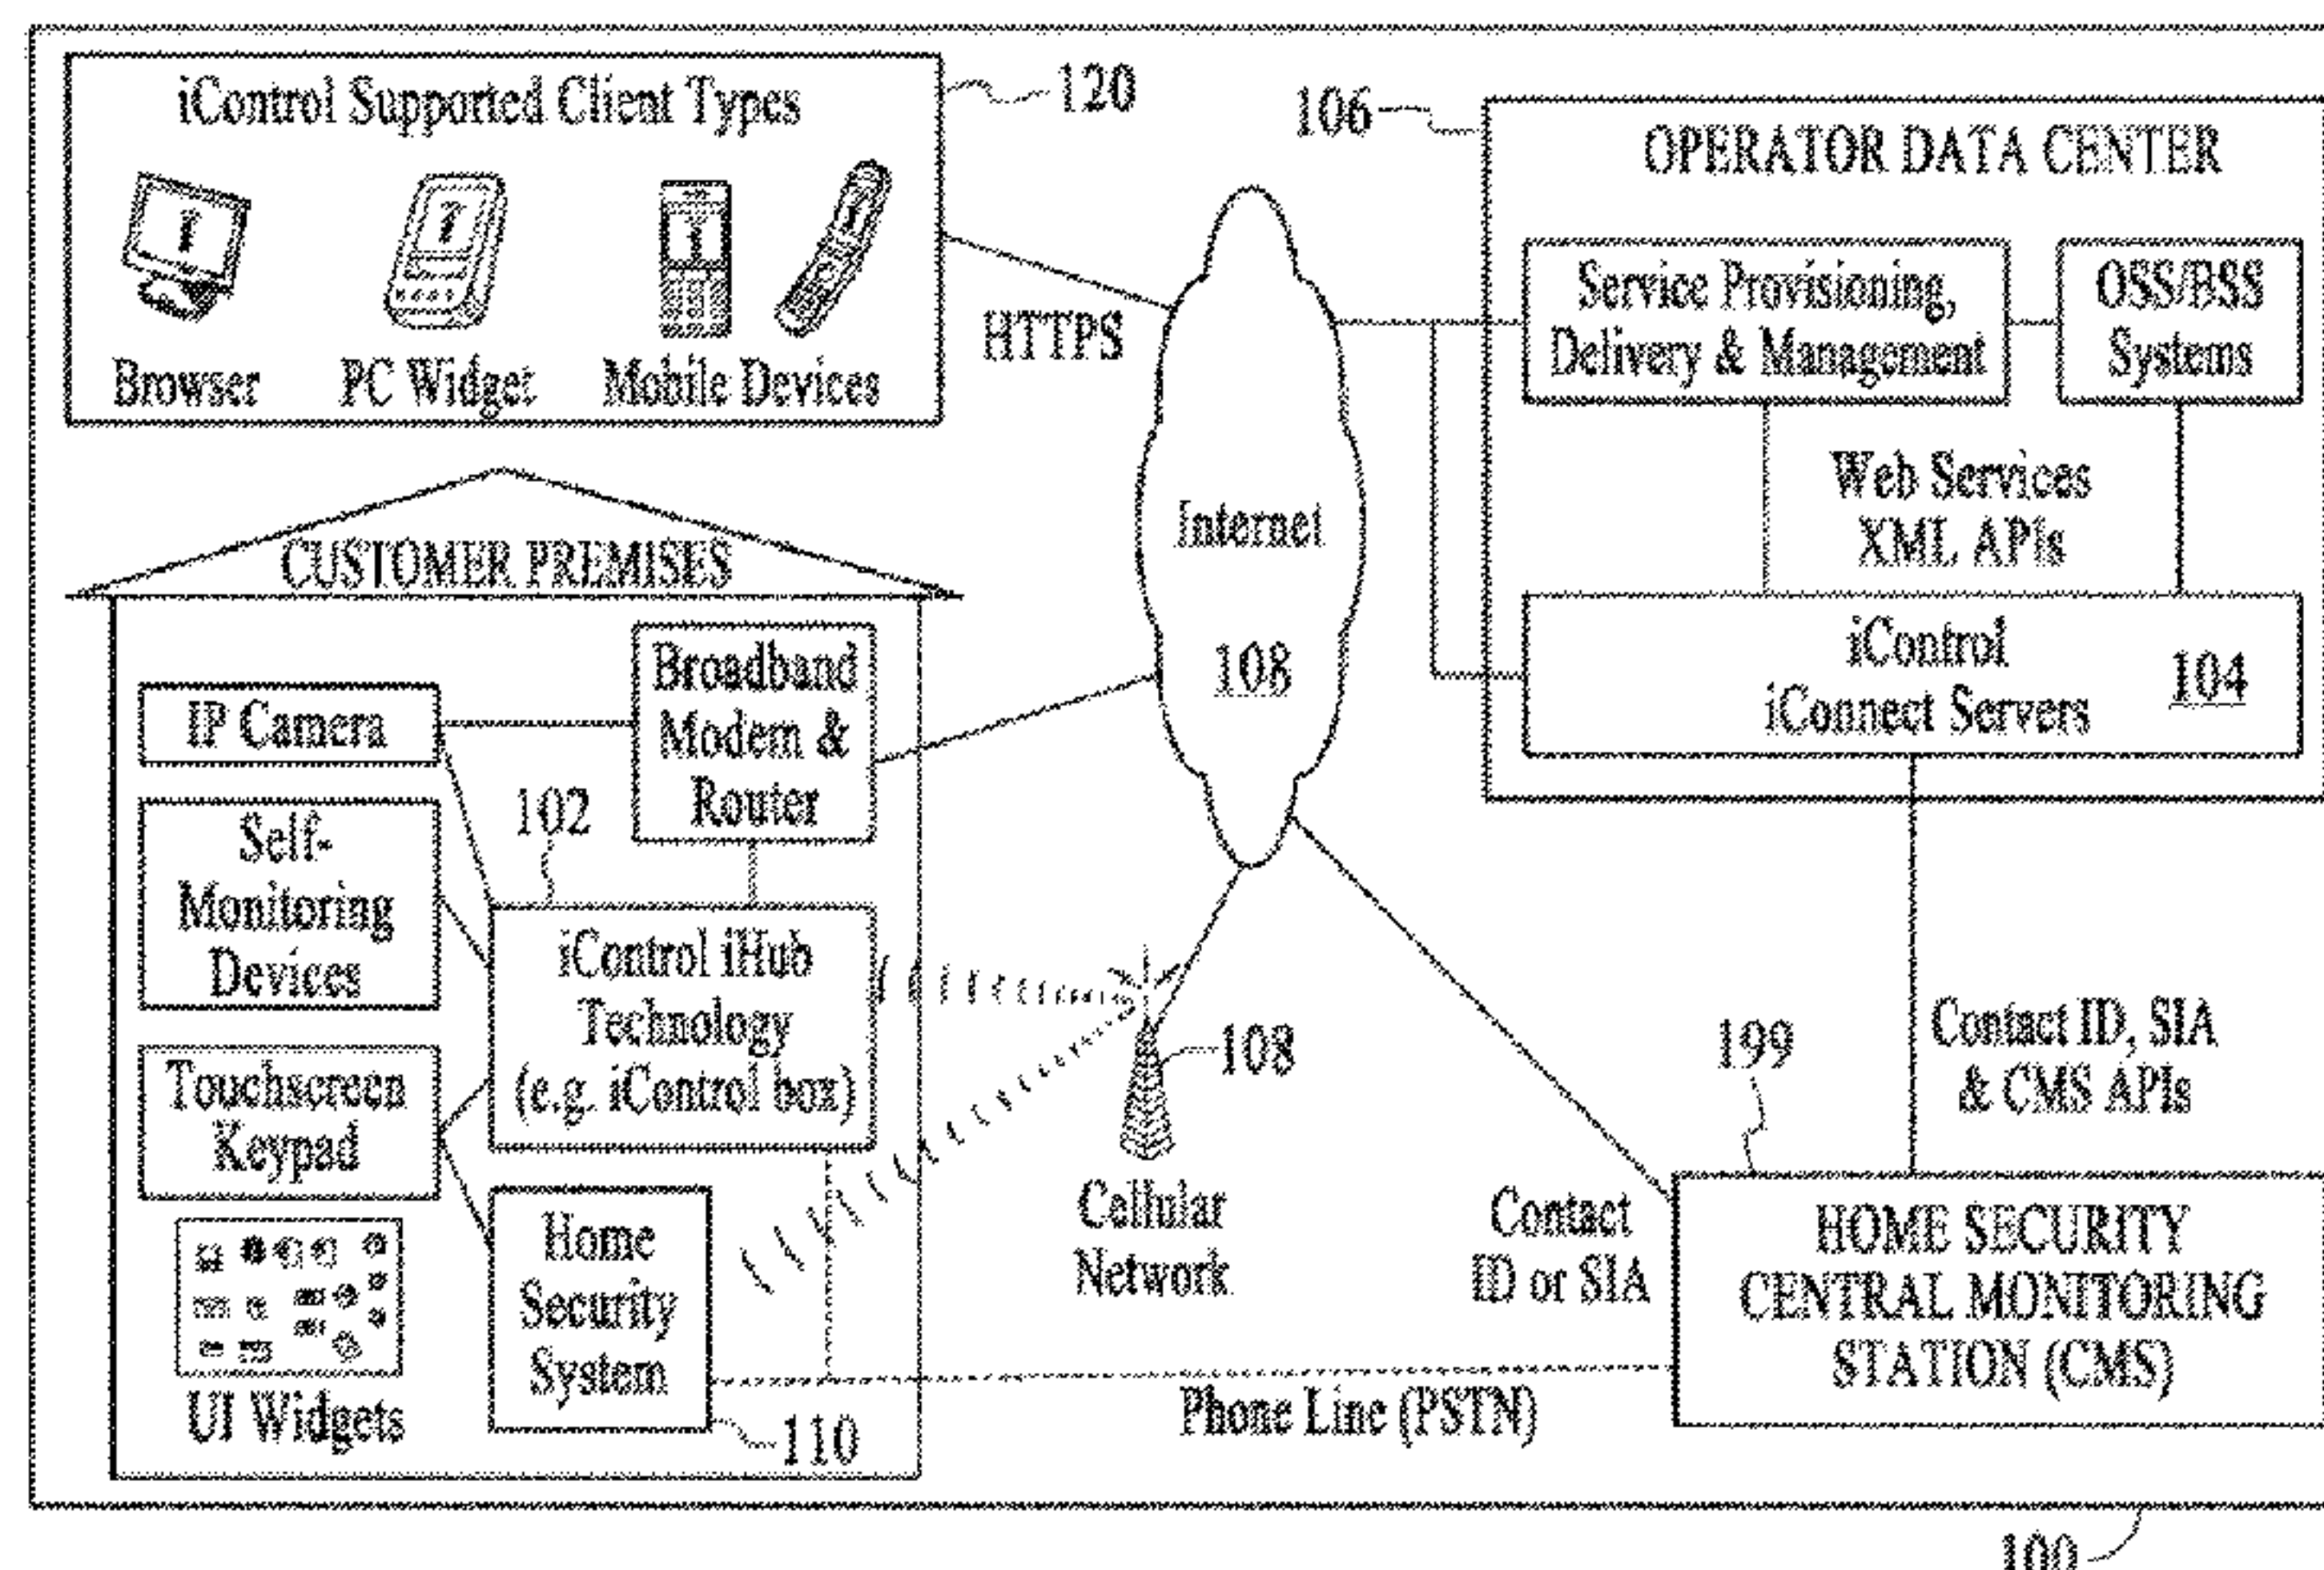 iControl Supported Client Types
120
Browser
PC Widget
Mobile Devices
HTTPS
106
OPERATOR DATA CENTER
Service Provisioning,
Delivery & Management
OSS/BSS
Systems
Web Services
XML APIs
iControl
iConnect Servers
104
Internet
108
CUSTOMER PREMISES
IP Camera
Broadband
Modem &
Router
102
Self-
Monitoring
Devices
iControl iHub
Technology
(e.g. iControl box)
Touchscreen
Keypad
Home
Security
System
110
UI Widgets
108
Cellular
Network
Contact
ID or SIA
Phone Line (PSTN)
199
Contact ID, SIA
& CMS APIs
HOME SECURITY
CENTRAL MONITORING
STATION (CMS)
100